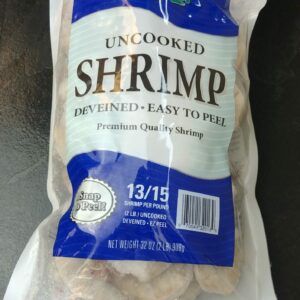 UNCOOKED
SHRIMP
DEVEINED • EASY TO PEEL
Premium Quality Shrimp
Snap
Peel!
13/15
SHRIMP PER POUND
(2 LB.) UNCOOKED
DEVEINED - EZ PEEL
NET WEIGHT 32 OZ (2 LB) 908g